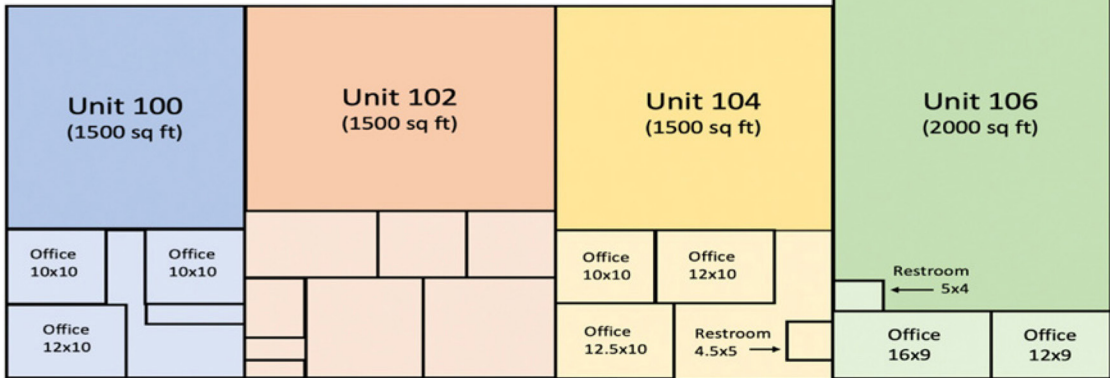 Unit 100
(1500 sq ft)
Unit 102
(1500 sq ft)
Unit 104
(1500 sq ft)
Unit 106
(2000 sq ft)
Office
10x10
Office
10x10
Office
12x10
Office
10x10
Office
12x10
Office
12.5x10
Restroom
4.5x5
Restroom
5x4
Office
16x9
Office
12x9